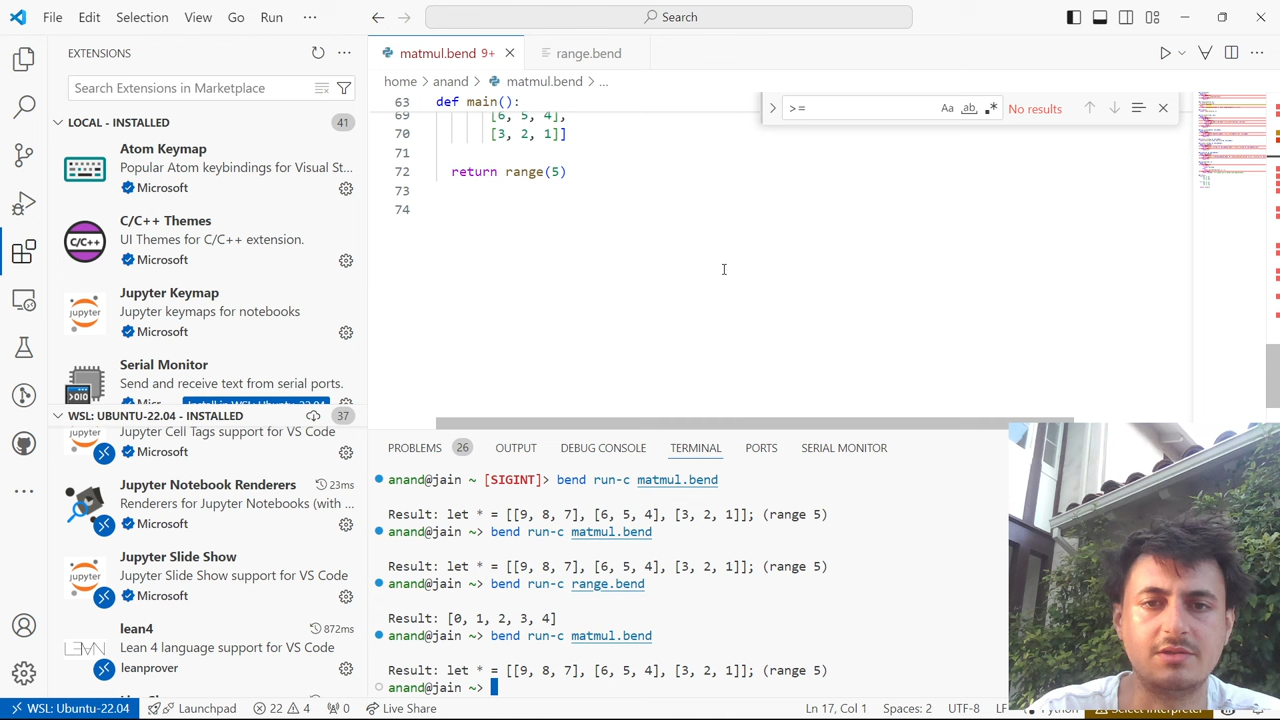 File Edit Selection View Go Run ··· Search
EXTENSIONS
Search Extensions in Marketplace
LOCAL - INSTALLED 41
Atom Keymap
Popular Atom keybindings for Visual S...
Microsoft
C/C++ Themes
UI Themes for C/C++ extension.
Microsoft
Jupyter Keymap
Jupyter keymaps for notebooks
Microsoft
Serial Monitor
Send and receive text from serial ports.
WSL: UBUNTU-22.04 - INSTALLED 37
Jupyter Cell Tags support for VS Code
Microsoft
Jupyter Notebook Renderers 23ms
Renderers for Jupyter Notebooks (with ...
Microsoft
Jupyter Slide Show
Jupyter Slide Show support for VS Code
Microsoft
lean4 872ms
Lean 4 language support for VS Code
leanprover
matmul.bend 9+ range.bend
home > anand > matmul.bend > ...
>= ab, .* No results
63 def main():
69 [6, 5, 4],
70 [3, 2, 1]]
71
72 return range(5)
73
74
PROBLEMS 26 OUTPUT DEBUG CONSOLE TERMINAL PORTS SERIAL MONITOR
anand@jain ~ [SIGINT]> bend run-c matmul.bend
Result: let * = [[9, 8, 7], [6, 5, 4], [3, 2, 1]]; (range 5)
anand@jain ~> bend run-c matmul.bend
Result: let * = [[9, 8, 7], [6, 5, 4], [3, 2, 1]]; (range 5)
anand@jain ~> bend run-c range.bend
Result: [0, 1, 2, 3, 4]
anand@jain ~> bend run-c matmul.bend
Result: let * = [[9, 8, 7], [6, 5, 4], [3, 2, 1]]; (range 5)
anand@jain ~>
WSL: Ubuntu-22.04 Launchpad 22 4 0 Live Share Ln 17, Col 1 Spaces: 2 UTF-8